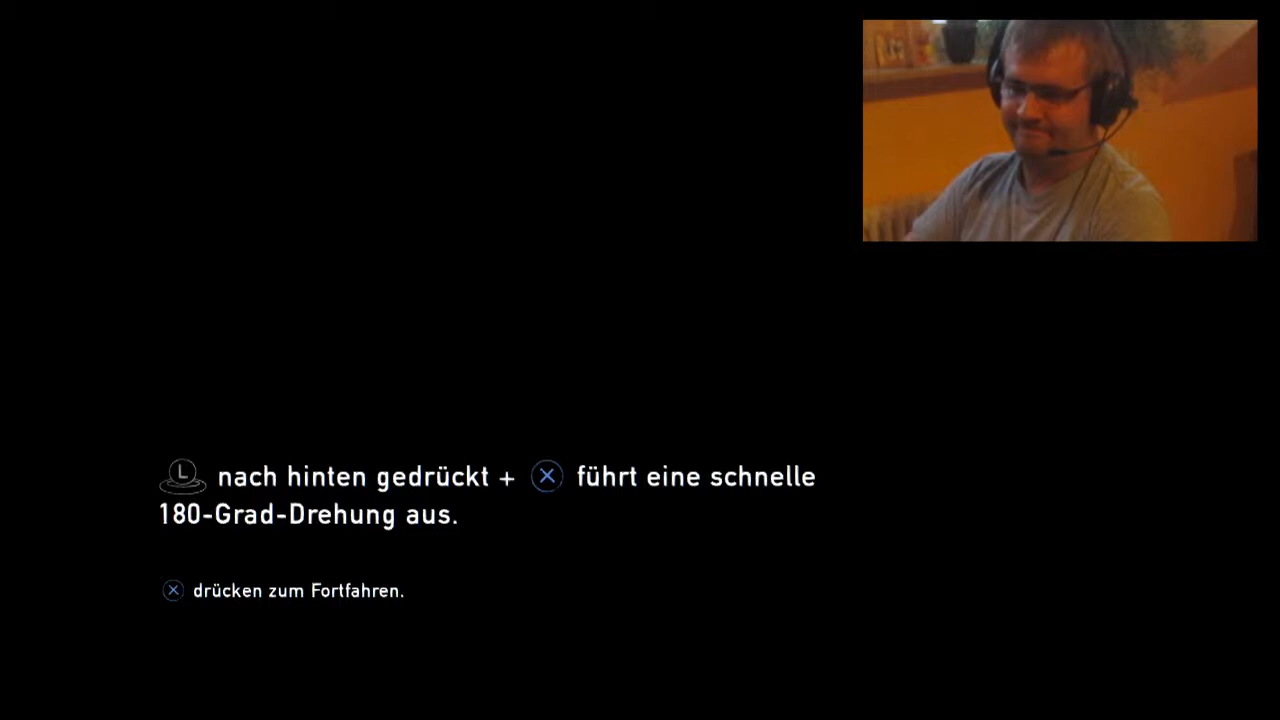 L nach hinten gedrückt + X führt eine schnelle
180-Grad-Drehung aus.
X drücken zum Fortfahren.